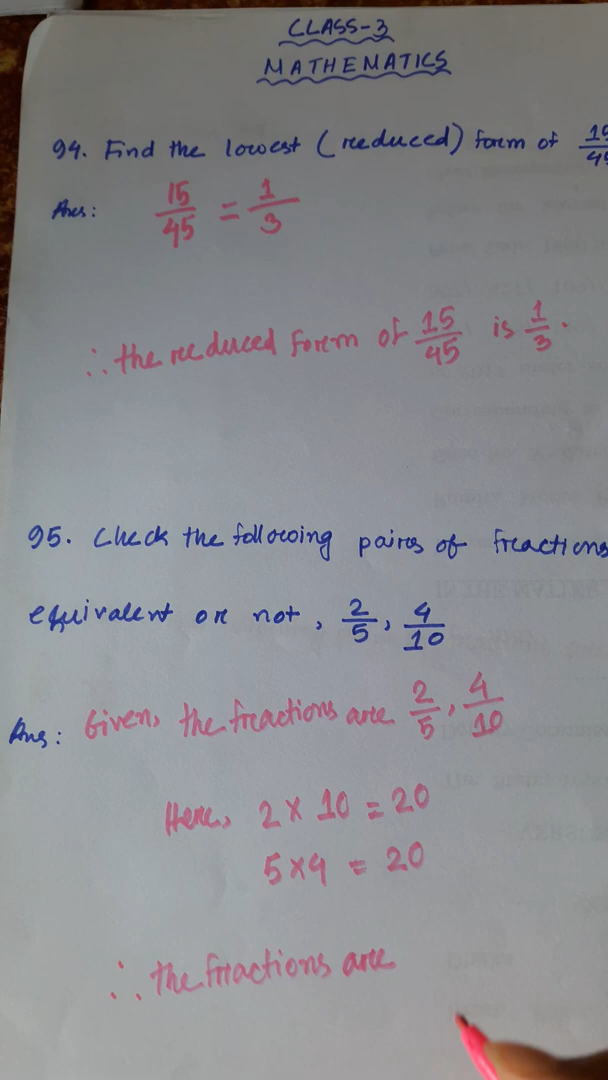 CLASS-3
MATHEMATICS
94. Find the lowest (reduced) form of 15/45
Ans: 15/45 = 1/3
∴ the reduced form of 15/45 is 1/3.
95. Check the following pairs of fractions
equivalent or not, 2/5, 4/10
Ans: Given, the fractions are 2/5, 4/10
Here, 2 × 10 = 20
5×4 = 20
∴ the fractions are